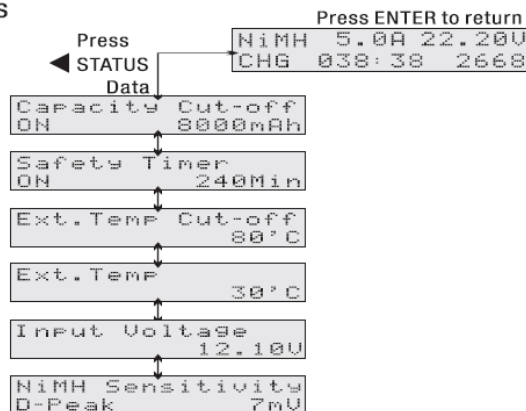 s
Press ENTER to return
Press
◀ STATUS
Data
NiMH 5.0A 22.20V
CHG 038:38 2668
Capacity Cut-off
ON 8000mAh
Safety Timer
ON 240Min
Ext.Temp Cut-off
80'C
Ext.Temp
30'C
Input Voltage
12.10V
NiMH Sensitivity
D-Peak 7mV